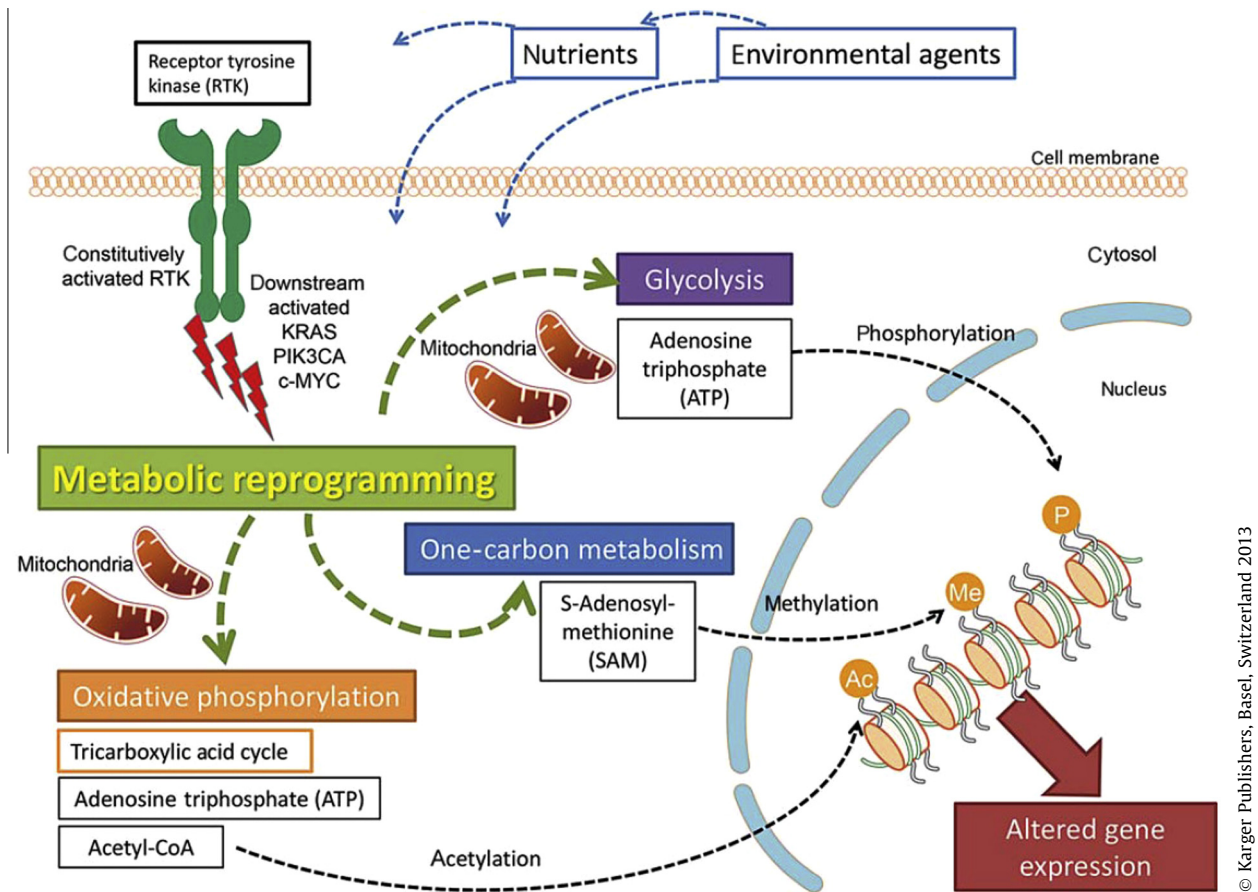 Receptor tyrosine
kinase (RTK)
Nutrients
Environmental agents
Cell membrane
Constitutively
activated RTK
Downstream
activated
KRAS
PIK3CA
c-MYC
Glycolysis
Mitochondria
Adenosine
triphosphate
(ATP)
Phosphorylation
Cytosol
Nucleus
Metabolic reprogramming
Mitochondria
One-carbon metabolism
S-Adenosyl-
methionine
(SAM)
Methylation
P
Me
Ac
Oxidative phosphorylation
Tricarboxylic acid cycle
Adenosine triphosphate (ATP)
Acetyl-CoA
Acetylation
Altered gene
expression
© Karger Publishers, Basel, Switzerland 2013